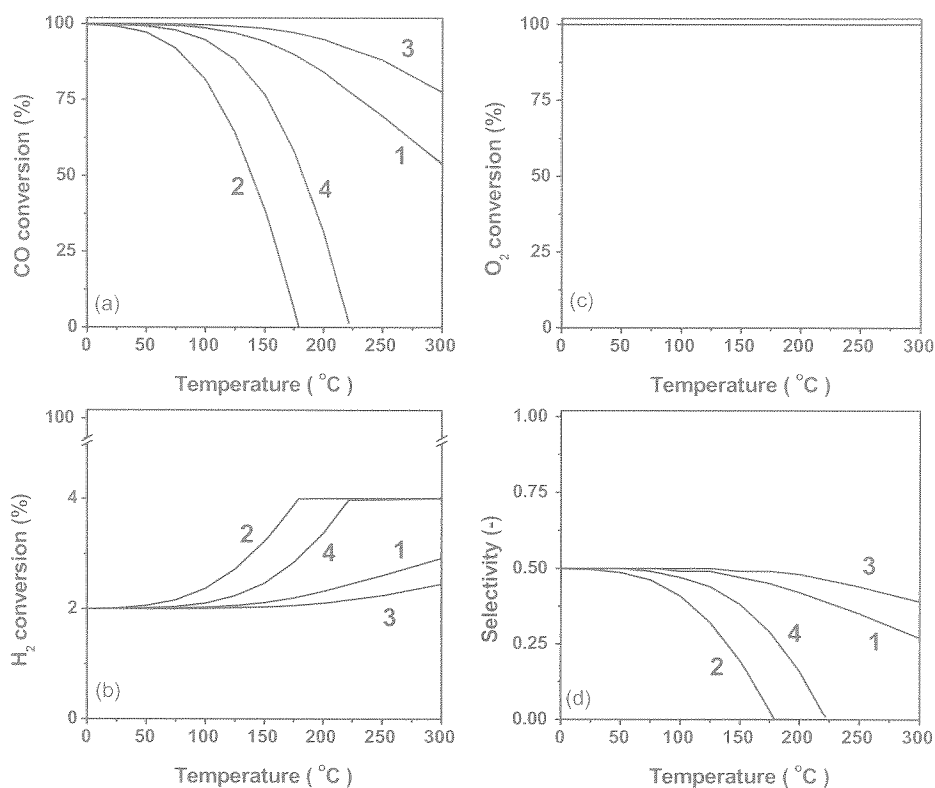 CO conversion (%)
100
75
50
25
0
3
1
2
4
(a)
0 50 100 150 200 250 300
Temperature ( °C )
O2 conversion (%)
100
75
50
25
0
(c)
0 50 100 150 200 250 300
Temperature ( °C )
H2 conversion (%)
100
4
2
0
2
4
1
3
(b)
0 50 100 150 200 250 300
Temperature ( °C )
Selectivity (-)
1.00
0.75
0.50
0.25
0.00
3
1
4
2
(d)
0 50 100 150 200 250 300
Temperature ( °C )